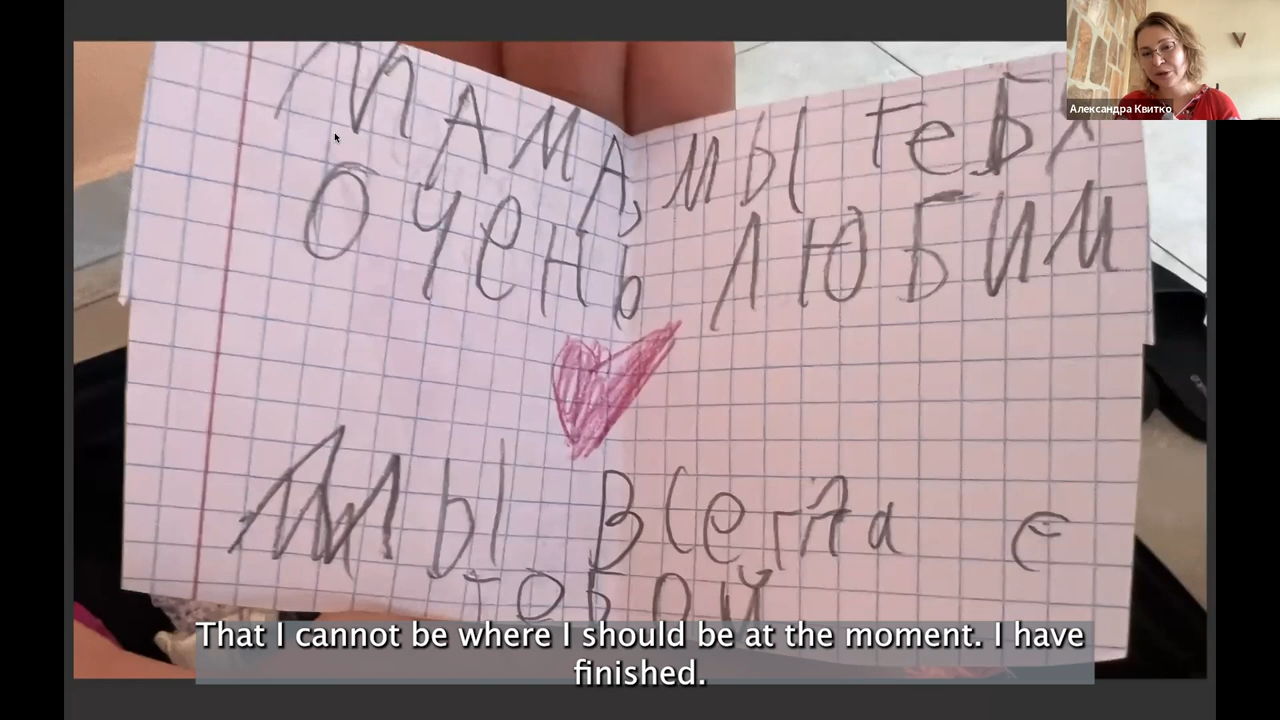 Александра Квитко
МАМА, МЫ ТЕБЯ
ОЧЕНЬ ЛЮБИМ
МЫ ВСЕГДА С
ТОБОЙ
That I cannot be where I should be at the moment. I have
finished.